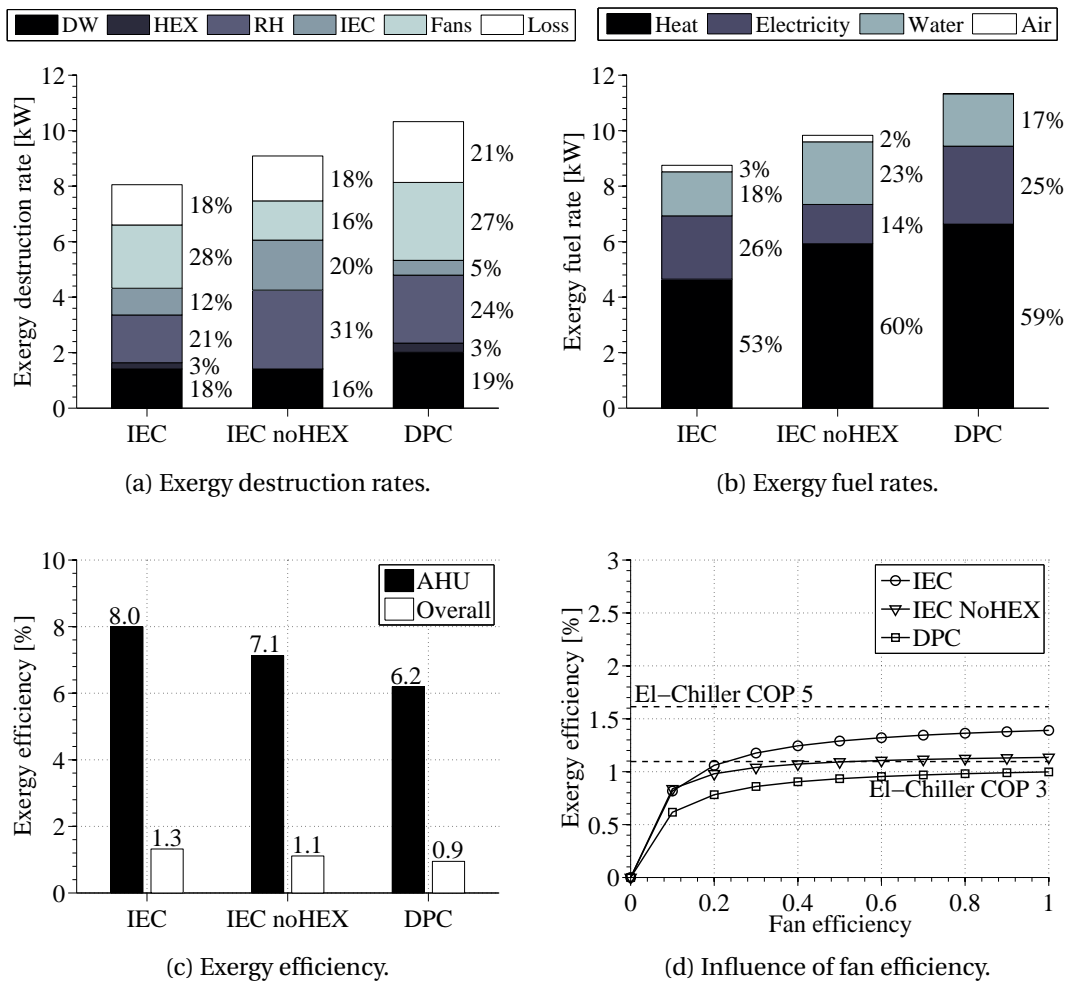 DW HEX RH IEC Fans Loss
Heat Electricity Water Air
Exergy destruction rate [kW]
12
10
8
6
4
2
0
18%
28%
12%
21%
3%
18%
18%
16%
20%
31%
16%
21%
27%
5%
24%
3%
19%
IEC IEC noHEX DPC
(a) Exergy destruction rates.
Exergy fuel rate [kW]
12
10
8
6
4
2
0
3%
18%
26%
53%
2%
23%
14%
60%
17%
25%
59%
IEC IEC noHEX DPC
(b) Exergy fuel rates.
Exergy efficiency [%]
10
8
6
4
2
0
AHU
Overall
8.0
1.3
7.1
1.1
6.2
0.9
IEC IEC noHEX DPC
(c) Exergy efficiency.
Exergy efficiency [%]
3
2.5
2
1.5
1
0.5
0
IEC
IEC NoHEX
DPC
El−Chiller COP 5
El−Chiller COP 3
0 0.2 0.4 0.6 0.8 1
Fan efficiency
(d) Influence of fan efficiency.